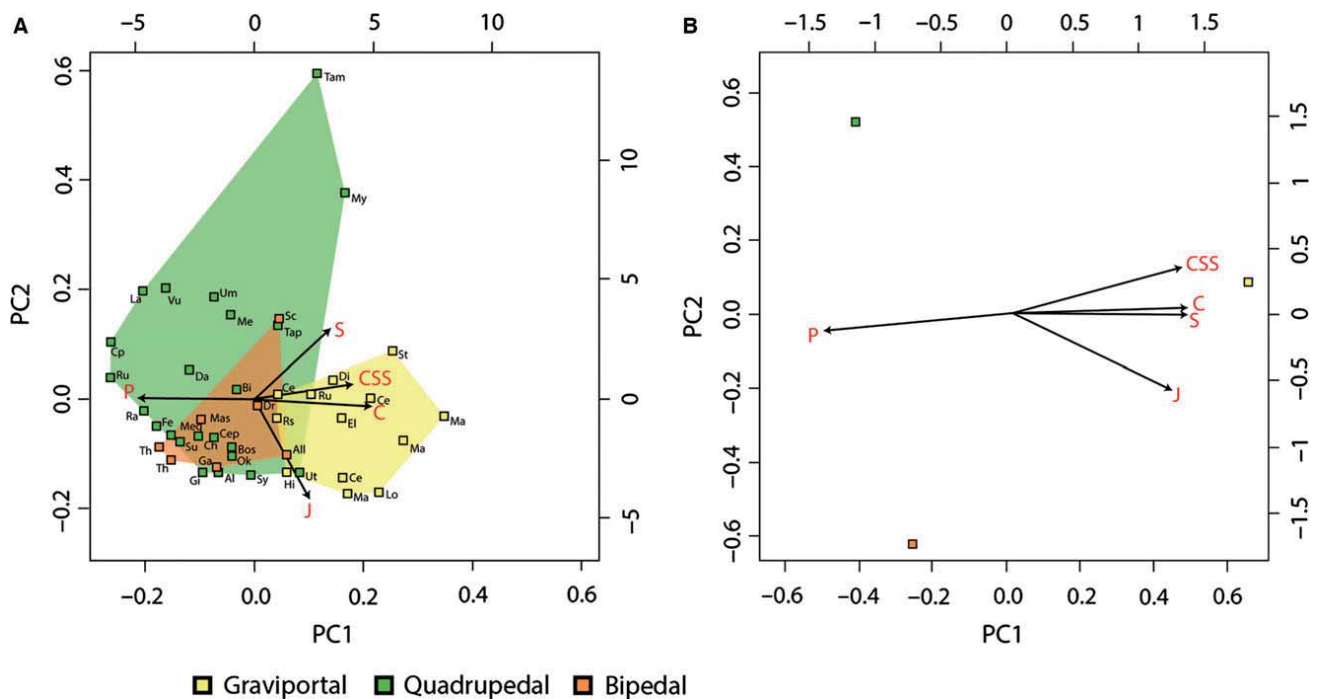 A
−5 0 5 10
PC2
0.6
0.4
0.2
0.0
−0.2
10
5
0
−5
Tam
My
La
Vu
Um
Me
Sc
Tap
S
Cp
Ru
P
Da
Bi
Ce
Di
CSS
St
Ru
Ce
C
Ra
Dr
Rs
El
Ma
Fe
Meg
Mas
Cep
Ma
Th
Su
Ch
Bos
Ok
All
Th
Ga
Gi
Al
Sy
Hi
Ut
Ce
Ma
Lo
J
−0.2 0.0 0.2 0.4 0.6
PC1
B
−1.5 −1 −0.5 0 0.5 1 1.5
PC2
0.6
0.4
0.2
0.0
−0.2
−0.4
−0.6
1.5
1
0.5
0
−0.5
−1
−1.5
CSS
C
S
P
J
−0.6 −0.4 −0.2 0.0 0.2 0.4 0.6
PC1
Graviportal Quadrupedal Bipedal